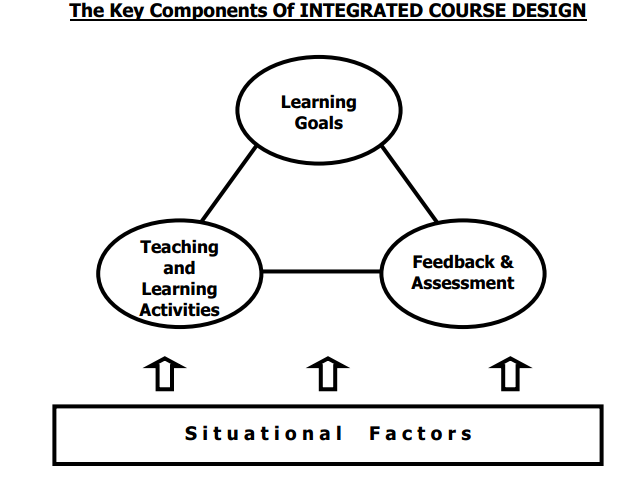 The Key Components Of INTEGRATED COURSE DESIGN
Learning
Goals
Teaching
and
Learning
Activities
Feedback &
Assessment
Situational Factors